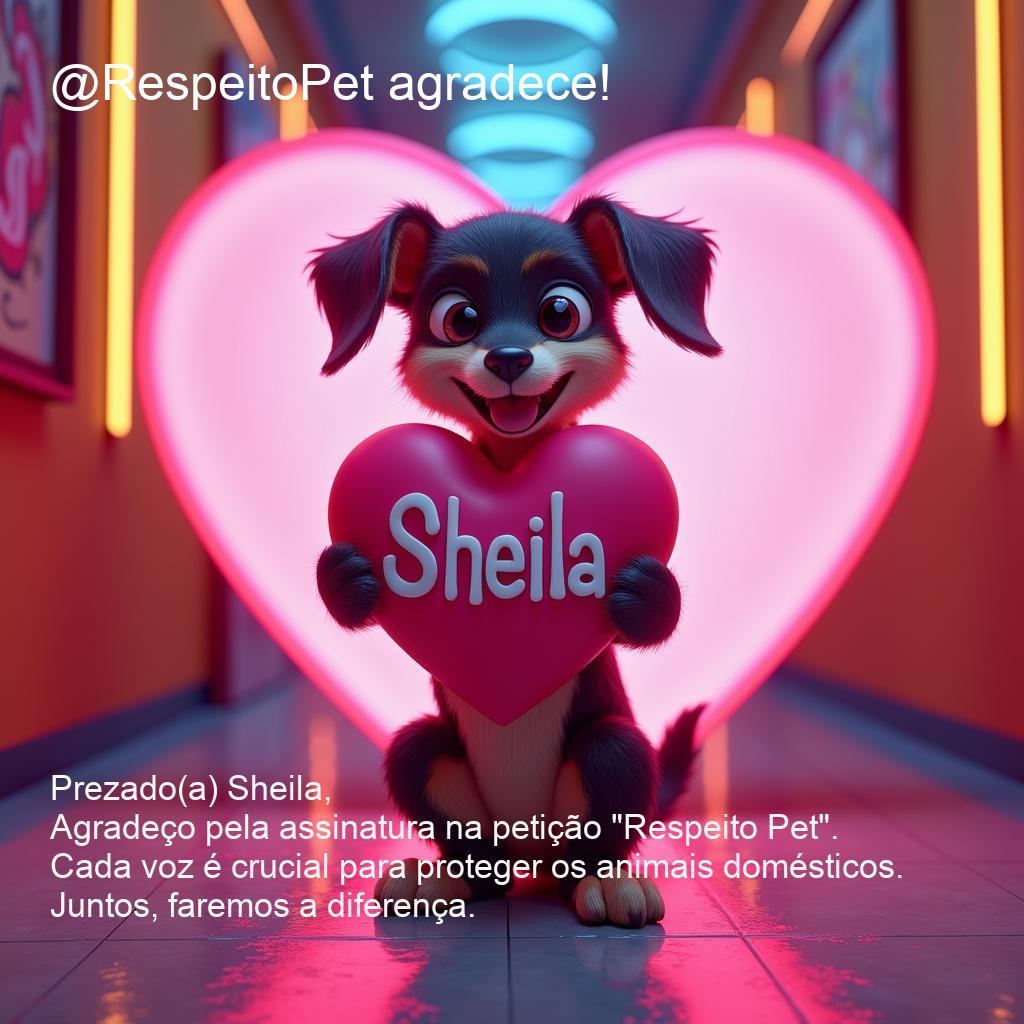 @RespeitoPet agradece!
Sheila
Prezado(a) Sheila,
Agradeço pela assinatura na petição "Respeito Pet".
Cada voz é crucial para proteger os animais domésticos.
Juntos, faremos a diferença.